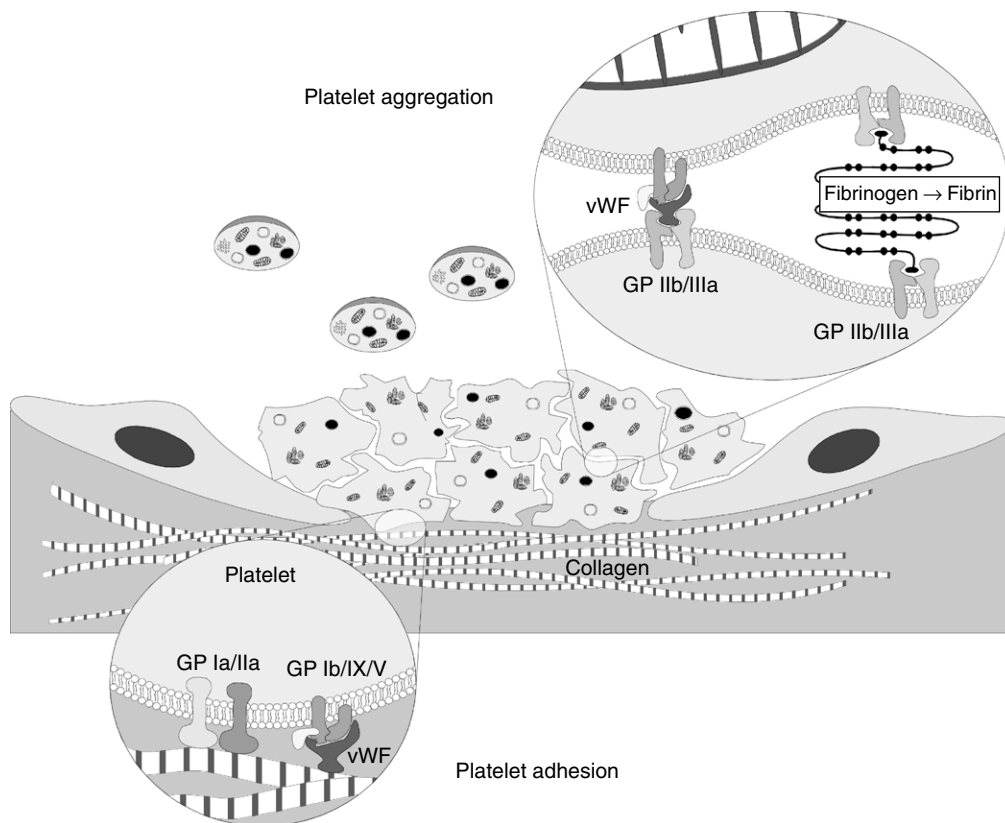 Platelet aggregation
vWF
Fibrinogen → Fibrin
GP IIb/IIIa
GP IIb/IIIa
Platelet
Collagen
GP Ia/IIa
GP Ib/IX/V
vWF
Platelet adhesion